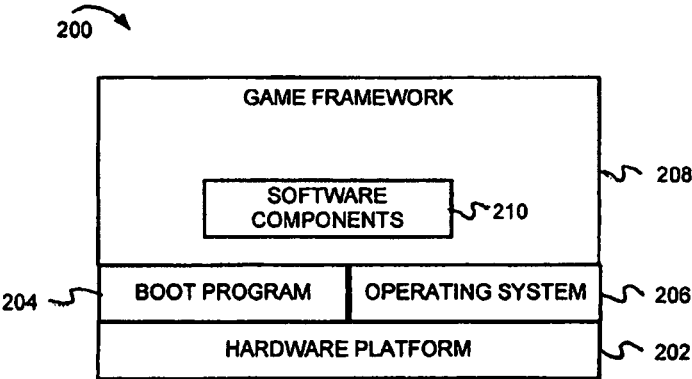 200
GAME FRAMEWORK
208
SOFTWARE
COMPONENTS
210
204
BOOT PROGRAM
OPERATING SYSTEM
206
HARDWARE PLATFORM
202